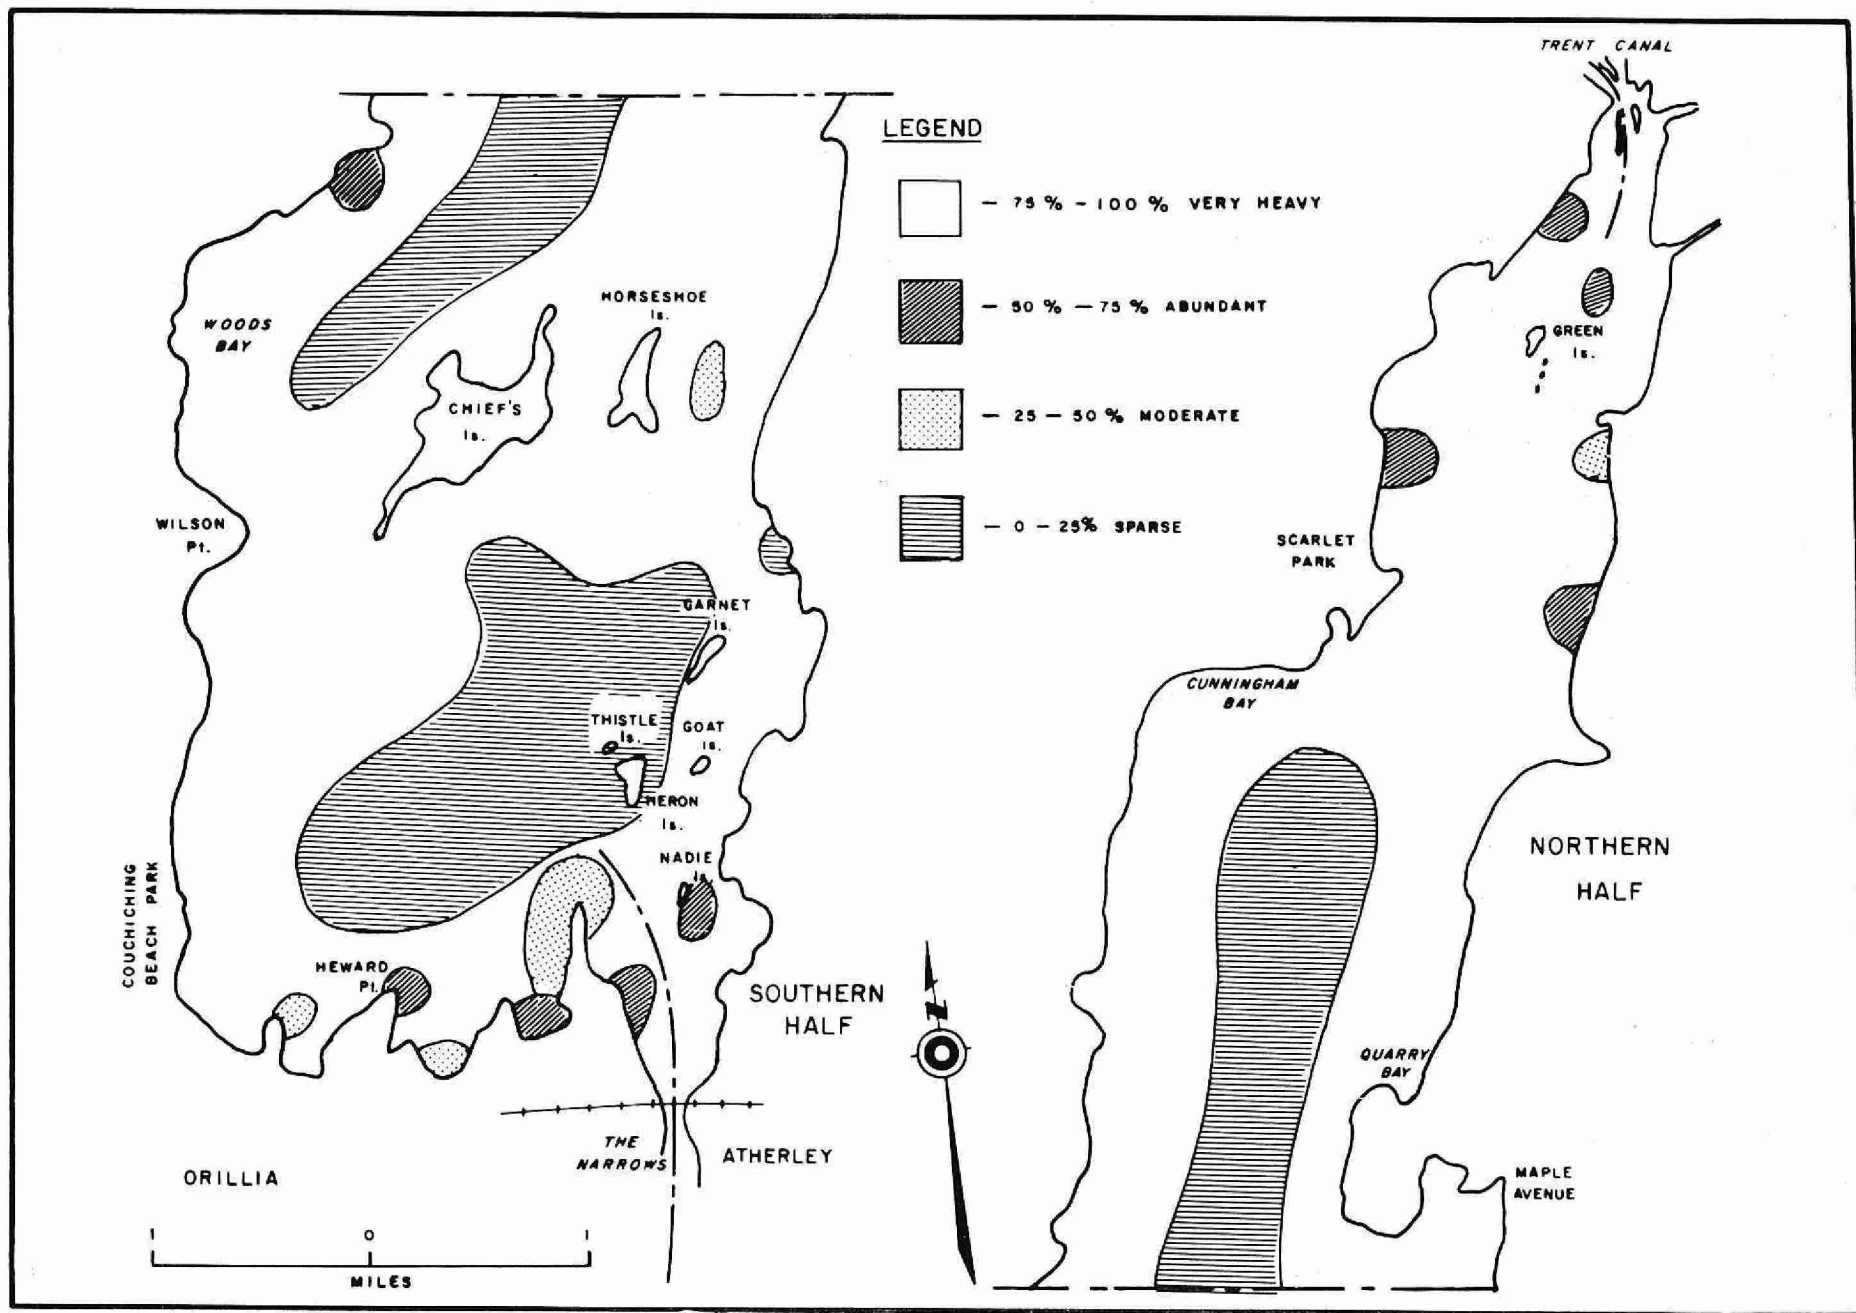 TRENT CANAL
LEGEND
— 75 % – 100 % VERY HEAVY
— 50 % — 75 % ABUNDANT
— 25 — 50 % MODERATE
— 0 — 25% SPARSE
HORSESHOE
Is.
WOODS
BAY
CHIEF'S
Is.
WILSON
Pt.
GARNET
Is.
THISTLE
Is.
GOAT
Is.
HERON
Is.
NADIE
Is.
COUCHICHING
BEACH PARK
HEWARD
Pt.
SOUTHERN
HALF
THE
NARROWS
ATHERLEY
ORILLIA
1 0 1
MILES
N
GREEN
Is.
SCARLET
PARK
CUNNINGHAM
BAY
NORTHERN
HALF
QUARRY
BAY
MAPLE
AVENUE